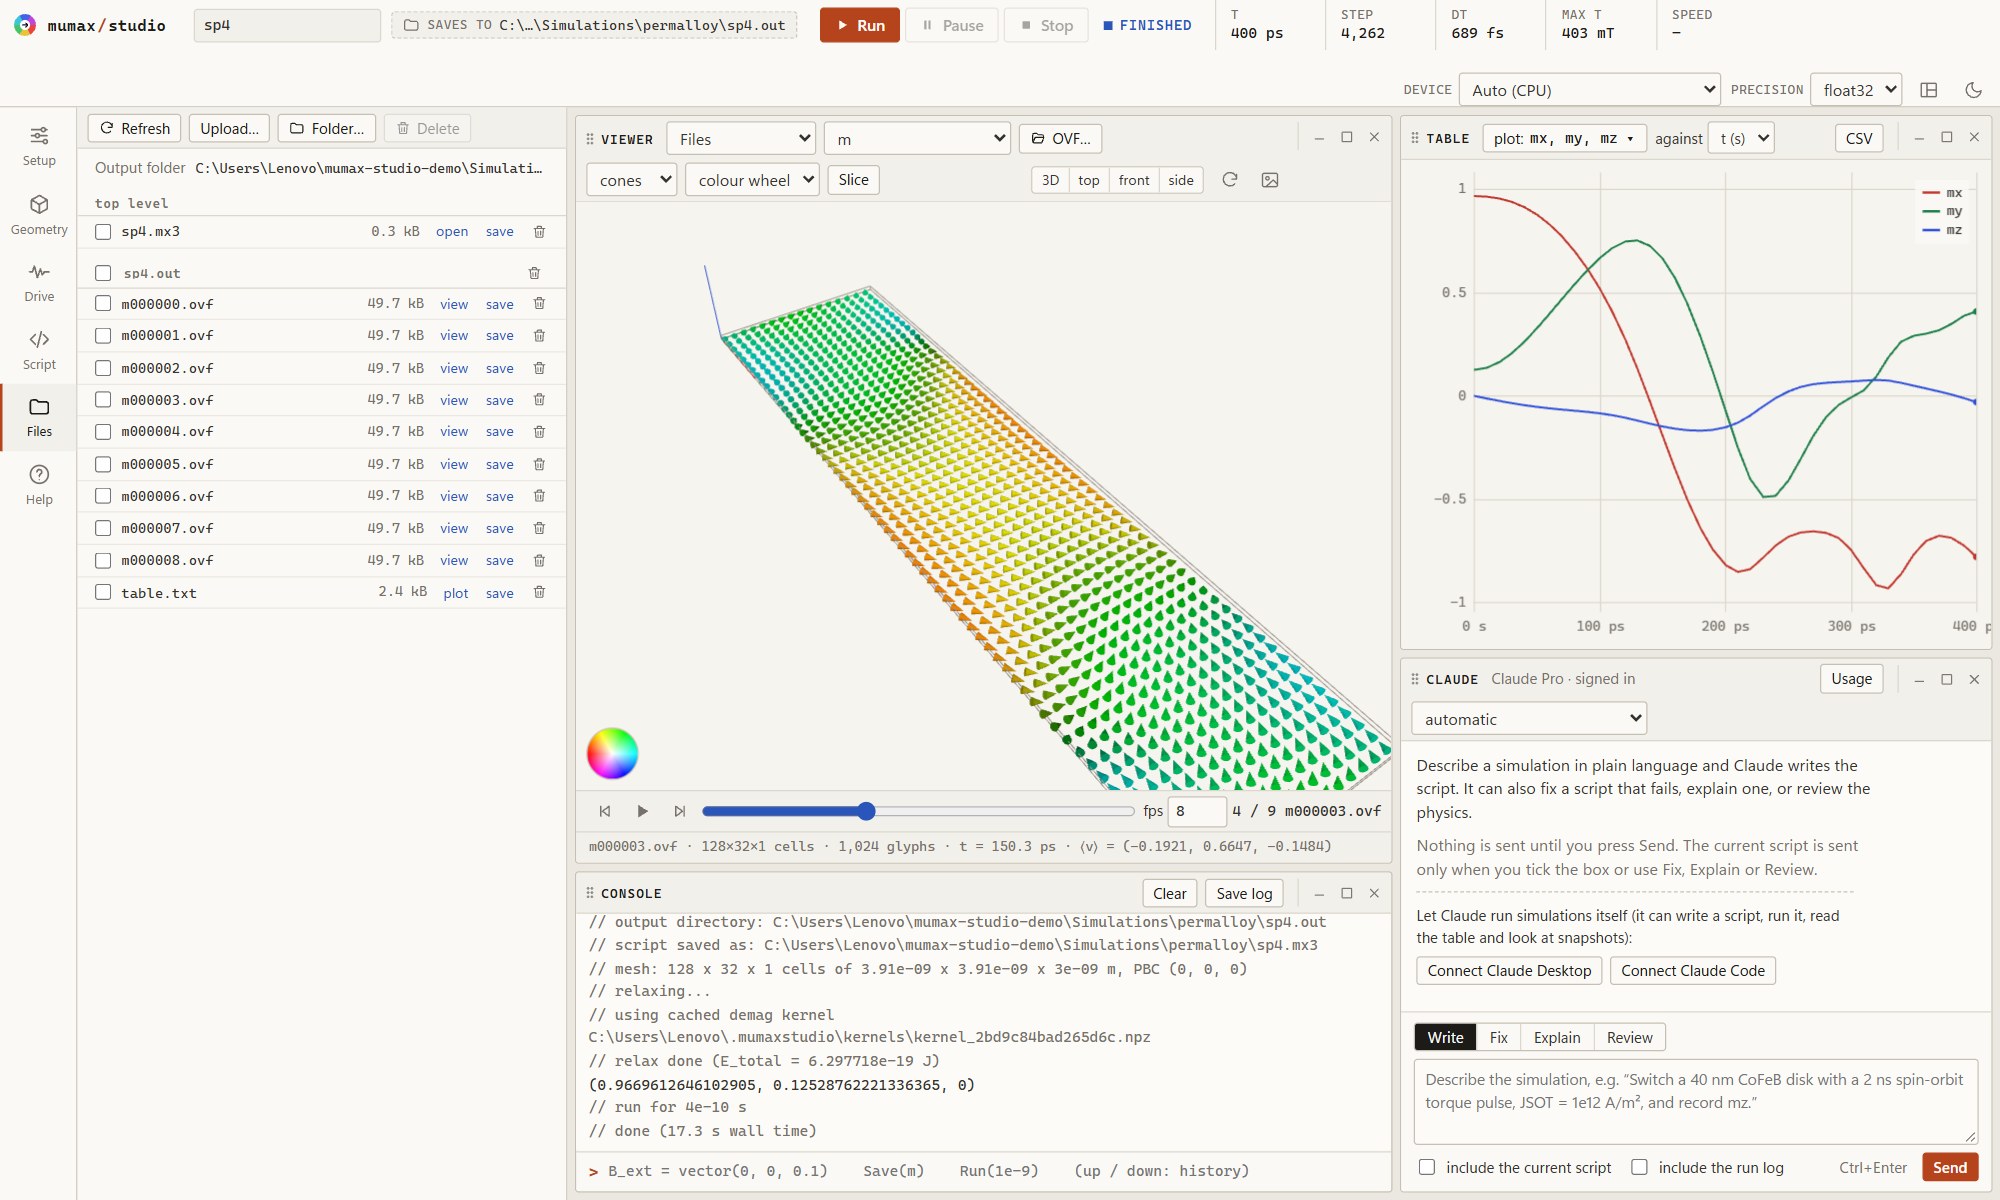 mumax/studio
sp4
SAVES TO C:\…\Simulations\permalloy\sp4.out
Run
Pause
Stop
FINISHED
T
400 ps
STEP
4,262
DT
689 fs
MAX T
403 mT
SPEED
–
DEVICE
Auto (CPU)
PRECISION
float32
Setup
Geometry
Drive
Script
Files
Help
Refresh
Upload...
Folder...
Delete
Output folder C:\Users\Lenovo\mumax-studio-demo\Simulati…
top level
sp4.mx3 0.3 kB open save
sp4.out
m000000.ovf 49.7 kB view save
m000001.ovf 49.7 kB view save
m000002.ovf 49.7 kB view save
m000003.ovf 49.7 kB view save
m000004.ovf 49.7 kB view save
m000005.ovf 49.7 kB view save
m000006.ovf 49.7 kB view save
m000007.ovf 49.7 kB view save
m000008.ovf 49.7 kB view save
table.txt 2.4 kB plot save
VIEWER
Files
m
OVF...
cones
colour wheel
Slice
3D top front side
fps 8 4 / 9 m000003.ovf
m000003.ovf · 128×32×1 cells · 1,024 glyphs · t = 150.3 ps · ⟨v⟩ = (−0.1921, 0.6647, −0.1484)
CONSOLE
Clear
Save log
// output directory: C:\Users\Lenovo\mumax-studio-demo\Simulations\permalloy\sp4.out
// script saved as: C:\Users\Lenovo\mumax-studio-demo\Simulations\permalloy\sp4.mx3
// mesh: 128 x 32 x 1 cells of 3.91e-09 x 3.91e-09 x 3e-09 m, PBC (0, 0, 0)
// relaxing...
// using cached demag kernel
C:\Users\Lenovo\.mumaxstudio\kernels\kernel_2bd9c84bad265d6c.npz
// relax done (E_total = 6.297718e-19 J)
(0.9669612646102905, 0.12528762221336365, 0)
// run for 4e-10 s
// done (17.3 s wall time)
> B_ext = vector(0, 0, 0.1) Save(m) Run(1e-9) (up / down: history)
TABLE
plot: mx, my, mz
against
t (s)
CSV
mx
my
mz
1
0.5
0
−0.5
−1
0 s 100 ps 200 ps 300 ps 400 p
CLAUDE
Claude Pro · signed in
Usage
automatic
Describe a simulation in plain language and Claude writes the
script. It can also fix a script that fails, explain one, or review the
physics.
Nothing is sent until you press Send. The current script is sent
only when you tick the box or use Fix, Explain or Review.
Let Claude run simulations itself (it can write a script, run it, read
the table and look at snapshots):
Connect Claude Desktop
Connect Claude Code
Write Fix Explain Review
Describe the simulation, e.g. “Switch a 40 nm CoFeB disk with a 2 ns spin-orbit
torque pulse, JSOT = 1e12 A/m², and record mz.”
include the current script
include the run log
Ctrl+Enter
Send